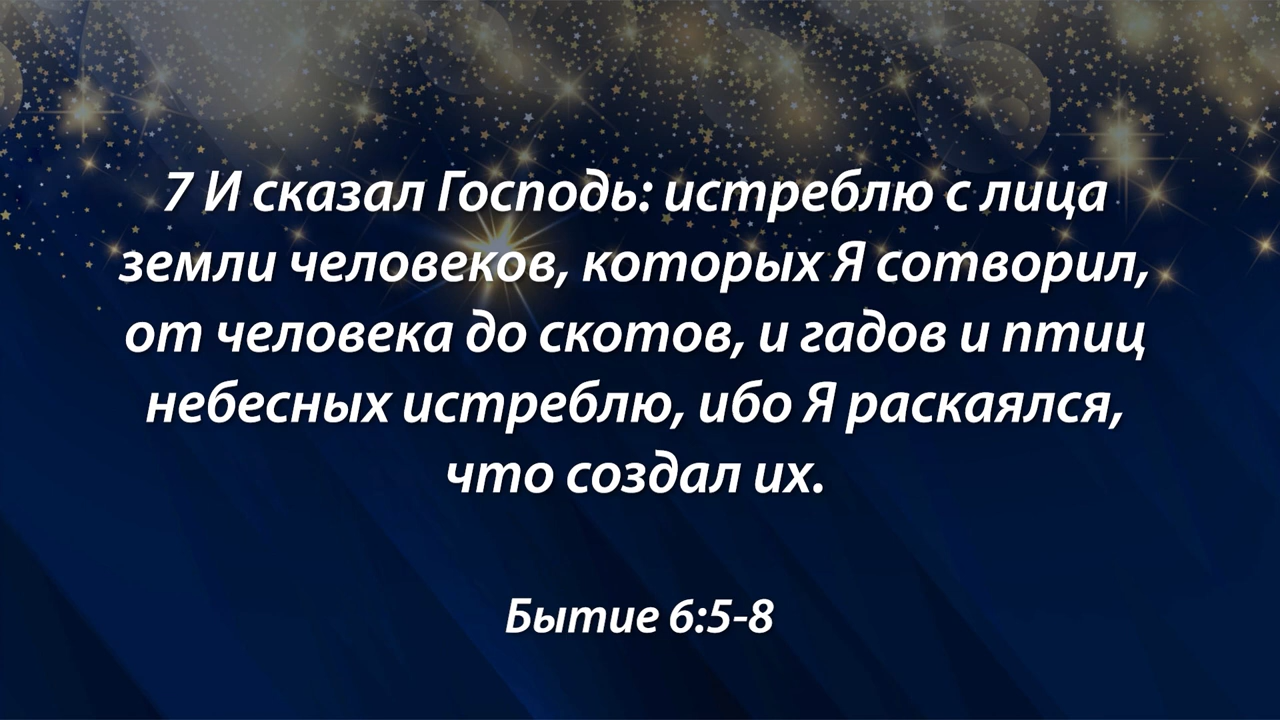 7 И сказал Господь: истреблю с лица
земли человеков, которых Я сотворил,
от человека до скотов, и гадов и птиц
небесных истреблю, ибо Я раскаялся,
что создал их.
Бытие 6:5-8